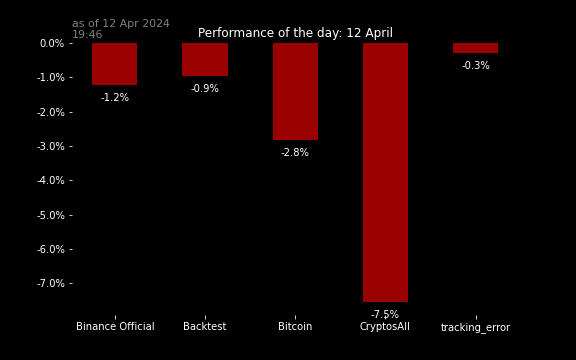 as of 12 Apr 2024
19:46
Performance of the day: 12 April
0.0%
-1.0%
-2.0%
-3.0%
-4.0%
-5.0%
-6.0%
-7.0%
-1.2%
-0.9%
-2.8%
-7.5%
-0.3%
Binance Official
Backtest
Bitcoin
CryptosAll
tracking_error